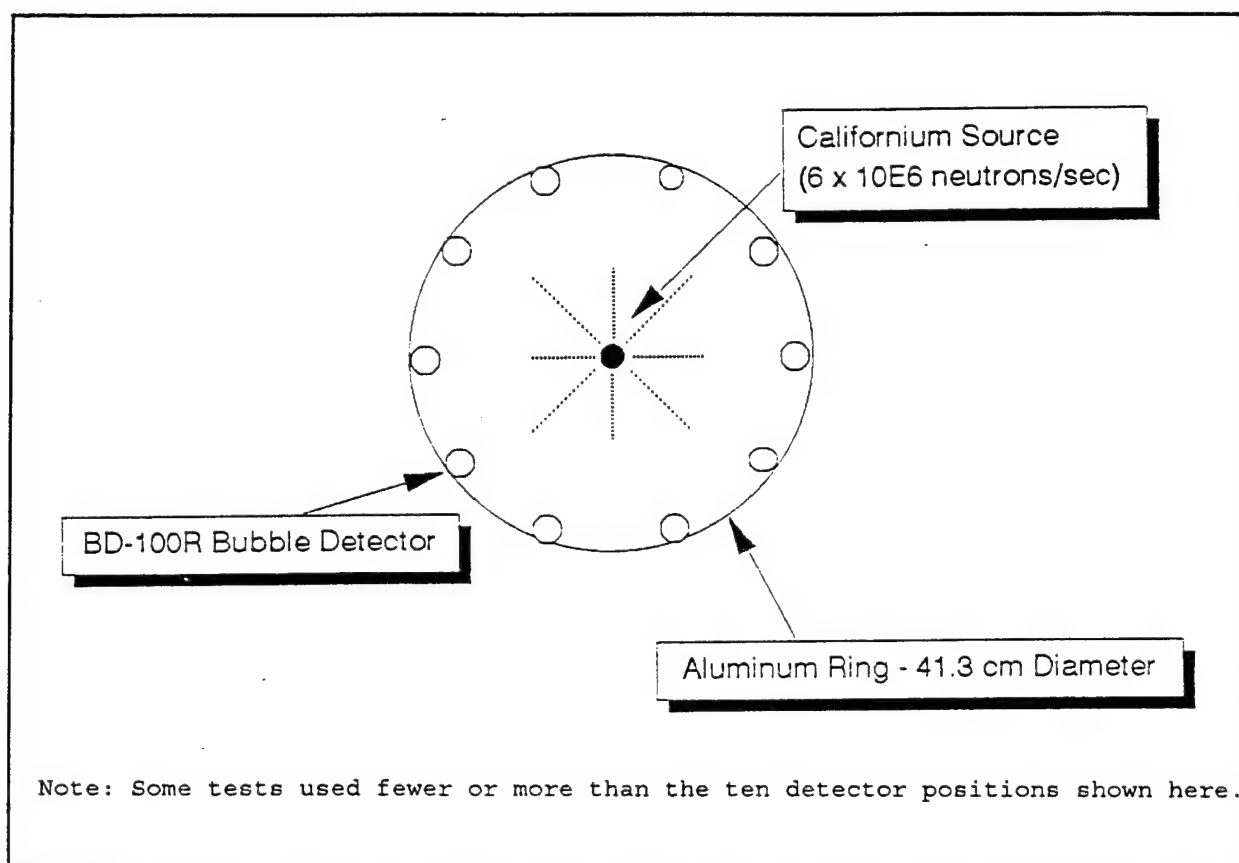 Californium Source
(6 x 10E6 neutrons/sec)
BD-100R Bubble Detector
Aluminum Ring - 41.3 cm Diameter
Note: Some tests used fewer or more than the ten detector positions shown here.